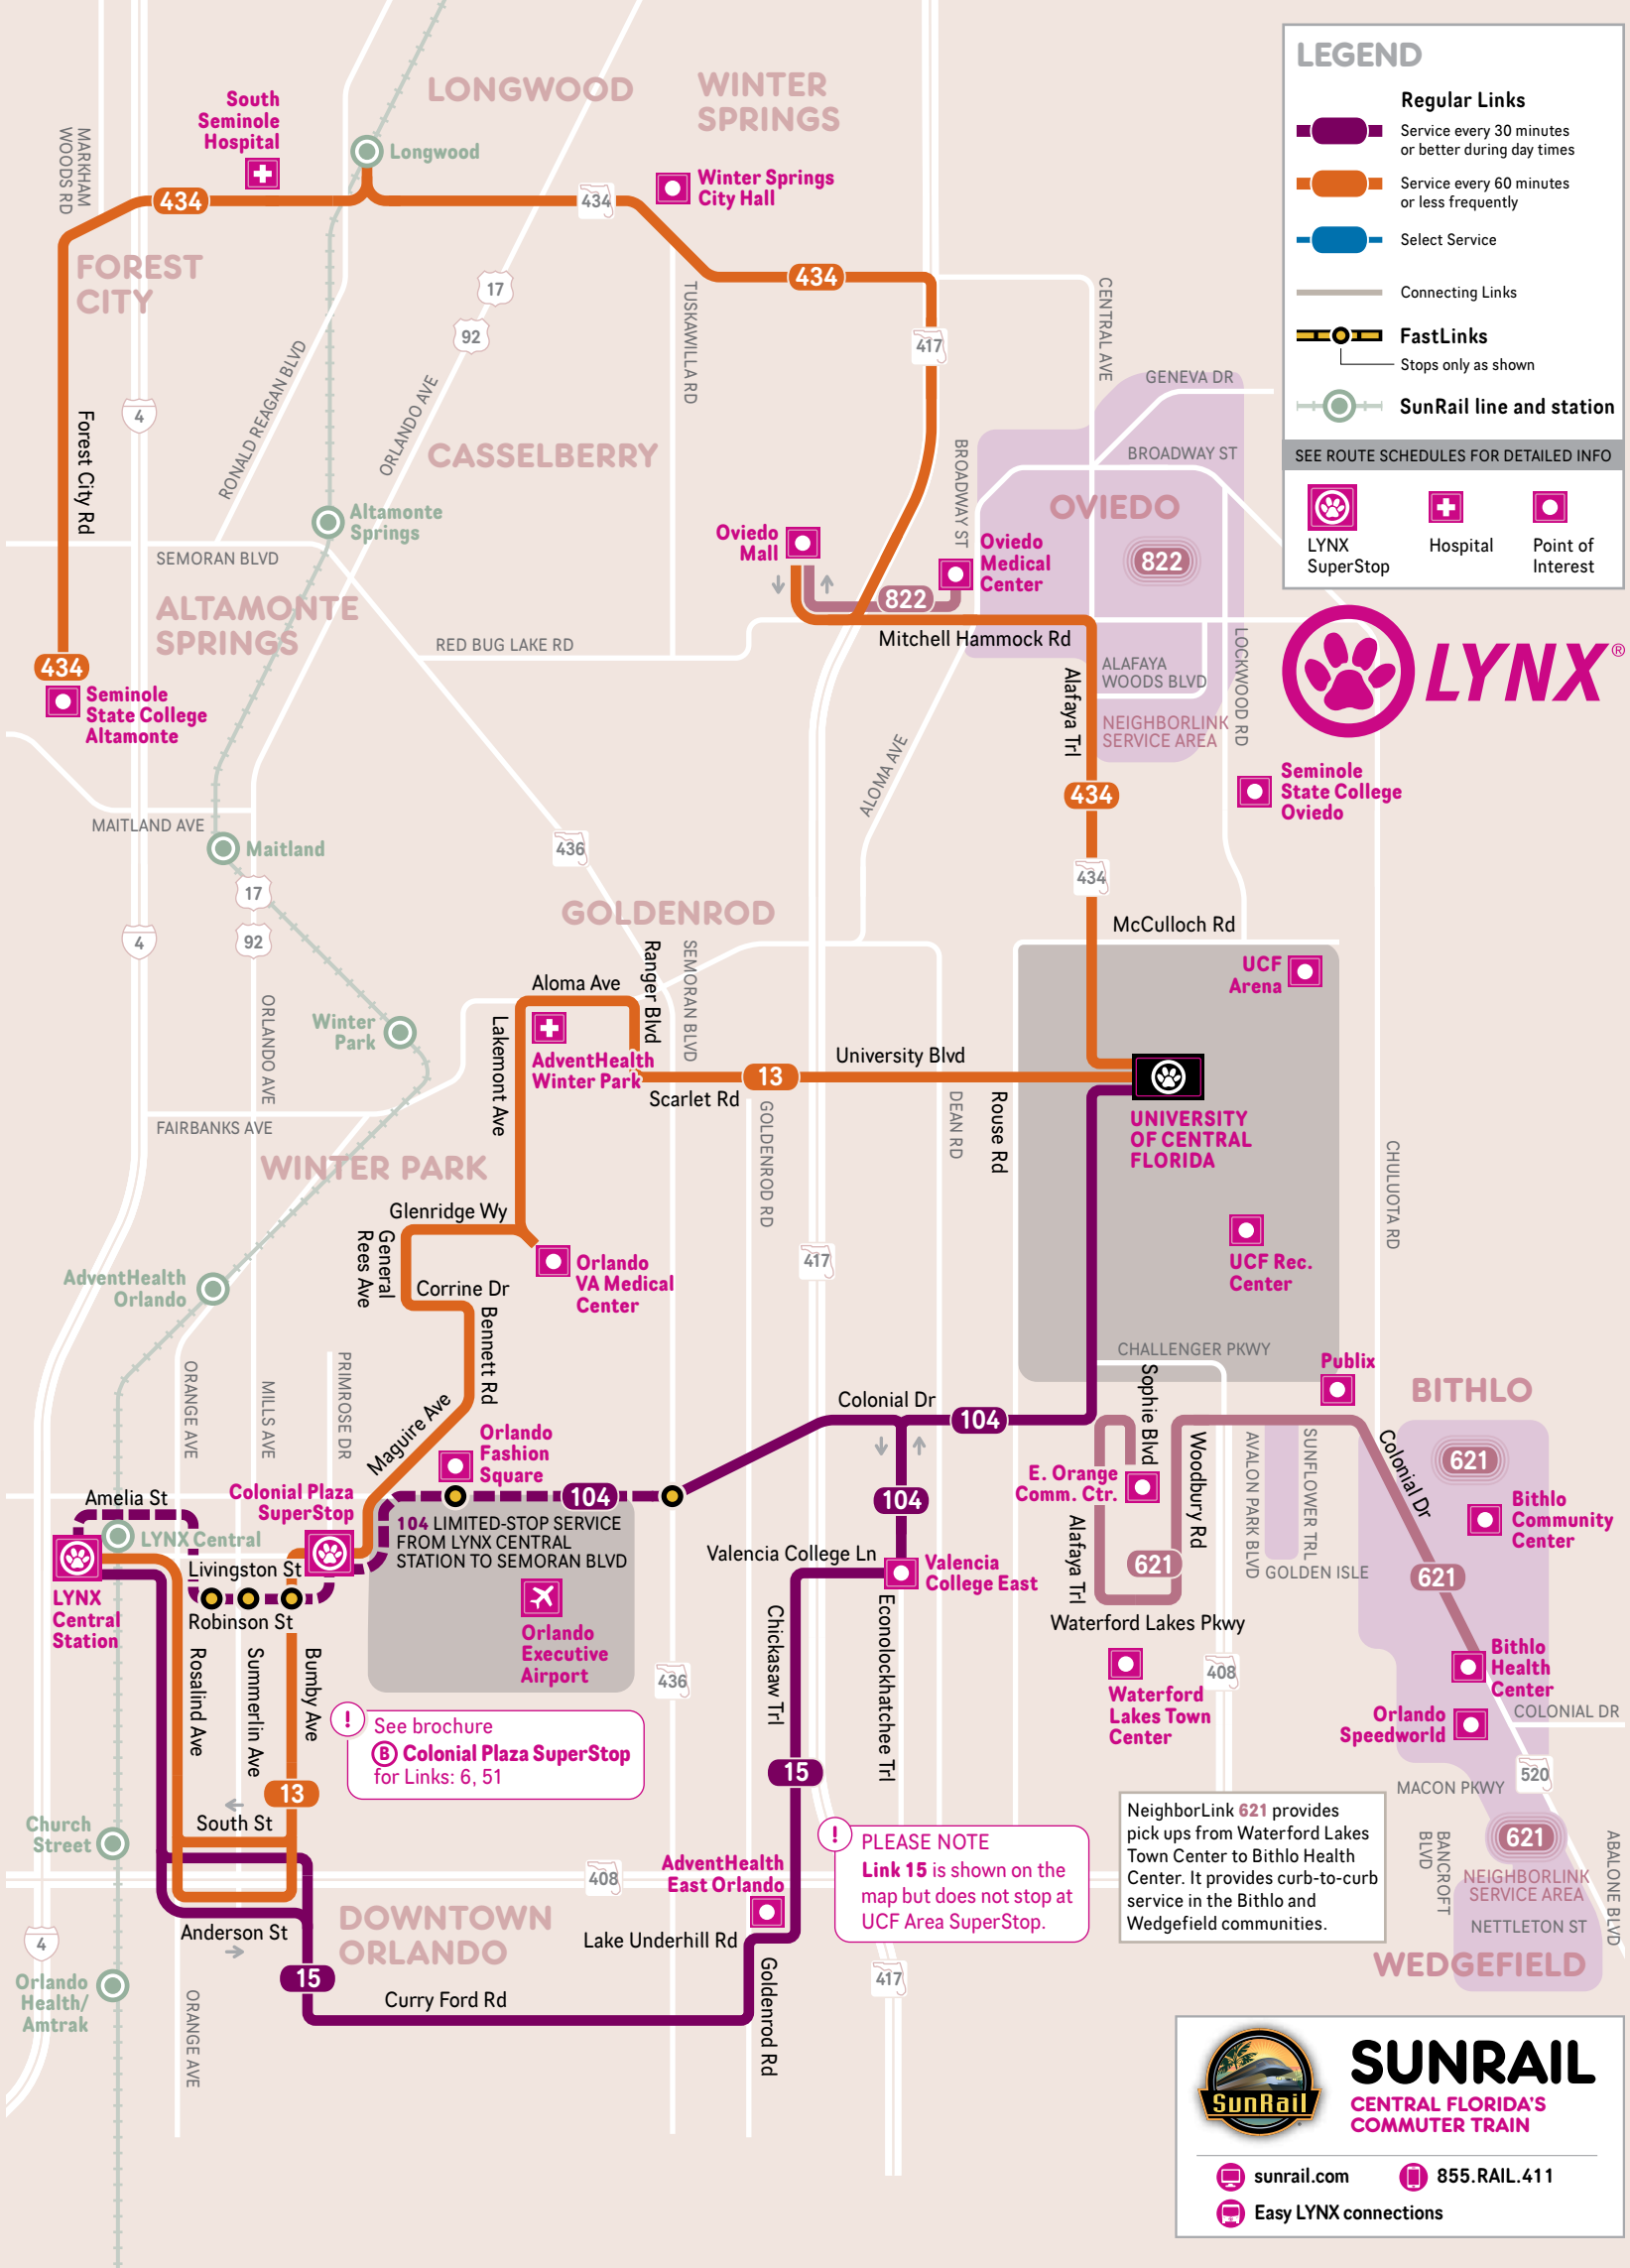 LEGEND
Regular Links
Service every 30 minutes
or better during day times
Service every 60 minutes
or less frequently
Select Service
Connecting Links
FastLinks
Stops only as shown
SunRail line and station
SEE ROUTE SCHEDULES FOR DETAILED INFO
LYNX
SuperStop
Hospital
Point of
Interest
LYNX®
LONGWOOD
WINTER
SPRINGS
South
Seminole
Hospital
MARKHAM
WOODS RD
Longwood
Winter Springs
City Hall
434
434
434
FOREST
CITY
17
92
TUSKAWILLA RD
417
CENTRAL AVE
GENEVA DR
4
Forest City Rd
RONALD REAGAN BLVD
ORLANDO AVE
CASSELBERRY
BROADWAY ST
BROADWAY ST
OVIEDO
Altamonte
Springs
SEMORAN BLVD
Oviedo
Mall
Oviedo
Medical
Center
822
822
ALTAMONTE
SPRINGS
RED BUG LAKE RD
Mitchell Hammock Rd
434
Seminole
State College
Altamonte
Alafaya Trl
ALAFAYA
WOODS BLVD
LOCKWOOD RD
NEIGHBORLINK
SERVICE AREA
ALOMA AVE
434
Seminole
State College
Oviedo
MAITLAND AVE
Maitland
436
434
17
92
4
GOLDENROD
McCulloch Rd
UCF
Arena
Aloma Ave
Ranger Blvd
SEMORAN BLVD
ORLANDO AVE
Winter
Park
Lakemont Ave
AdventHealth
Winter Park
University Blvd
13
Scarlet Rd
GOLDENROD RD
DEAN RD
Rouse Rd
UNIVERSITY
OF CENTRAL
FLORIDA
FAIRBANKS AVE
WINTER PARK
CHULUOTA RD
Glenridge Wy
General
Rees Ave
Orlando
VA Medical
Center
417
UCF Rec.
Center
AdventHealth
Orlando
Corrine Dr
Bennett Rd
CHALLENGER PKWY
Publix
BITHLO
ORANGE AVE
MILLS AVE
PRIMROSE DR
Maguire Ave
Colonial Dr
104
Sophie Blvd
Orlando
Fashion
Square
E. Orange
Comm. Ctr.
Woodbury Rd
AVALON PARK BLVD
SUNFLOWER TRL
Colonial Dr
621
Amelia St
Colonial Plaza
SuperStop
104
104
Bithlo
Community
Center
LYNX Central
104 LIMITED-STOP SERVICE
FROM LYNX CENTRAL
STATION TO SEMORAN BLVD
Valencia College Ln
Valencia
College East
Alafaya Trl
621
GOLDEN ISLE
621
Livingston St
LYNX
Central
Station
Robinson St
Orlando
Executive
Airport
Waterford Lakes Pkwy
Rosalind Ave
Summerlin Ave
Bumby Ave
436
Chickasaw Trl
Econolockhatchee Trl
Waterford
Lakes Town
Center
408
Bithlo
Health
Center
Orlando
Speedworld
COLONIAL DR
! See brochure
B Colonial Plaza SuperStop
for Links: 6, 51
15
520
MACON PKWY
13
South St
Church
Street
! PLEASE NOTE
Link 15 is shown on the
map but does not stop at
UCF Area SuperStop.
NeighborLink 621 provides
pick ups from Waterford Lakes
Town Center to Bithlo Health
Center. It provides curb-to-curb
service in the Bithlo and
Wedgefield communities.
621
BANCROFT
BLVD
NEIGHBORLINK
SERVICE AREA
ABALONE BLVD
NETTLETON ST
WEDGEFIELD
AdventHealth
East Orlando
408
DOWNTOWN
ORLANDO
Anderson St
Lake Underhill Rd
4
15
Orlando
Health/
Amtrak
ORANGE AVE
Curry Ford Rd
Goldenrod Rd
417
SunRail
SUNRAIL
CENTRAL FLORIDA'S
COMMUTER TRAIN
sunrail.com
855.RAIL.411
Easy LYNX connections